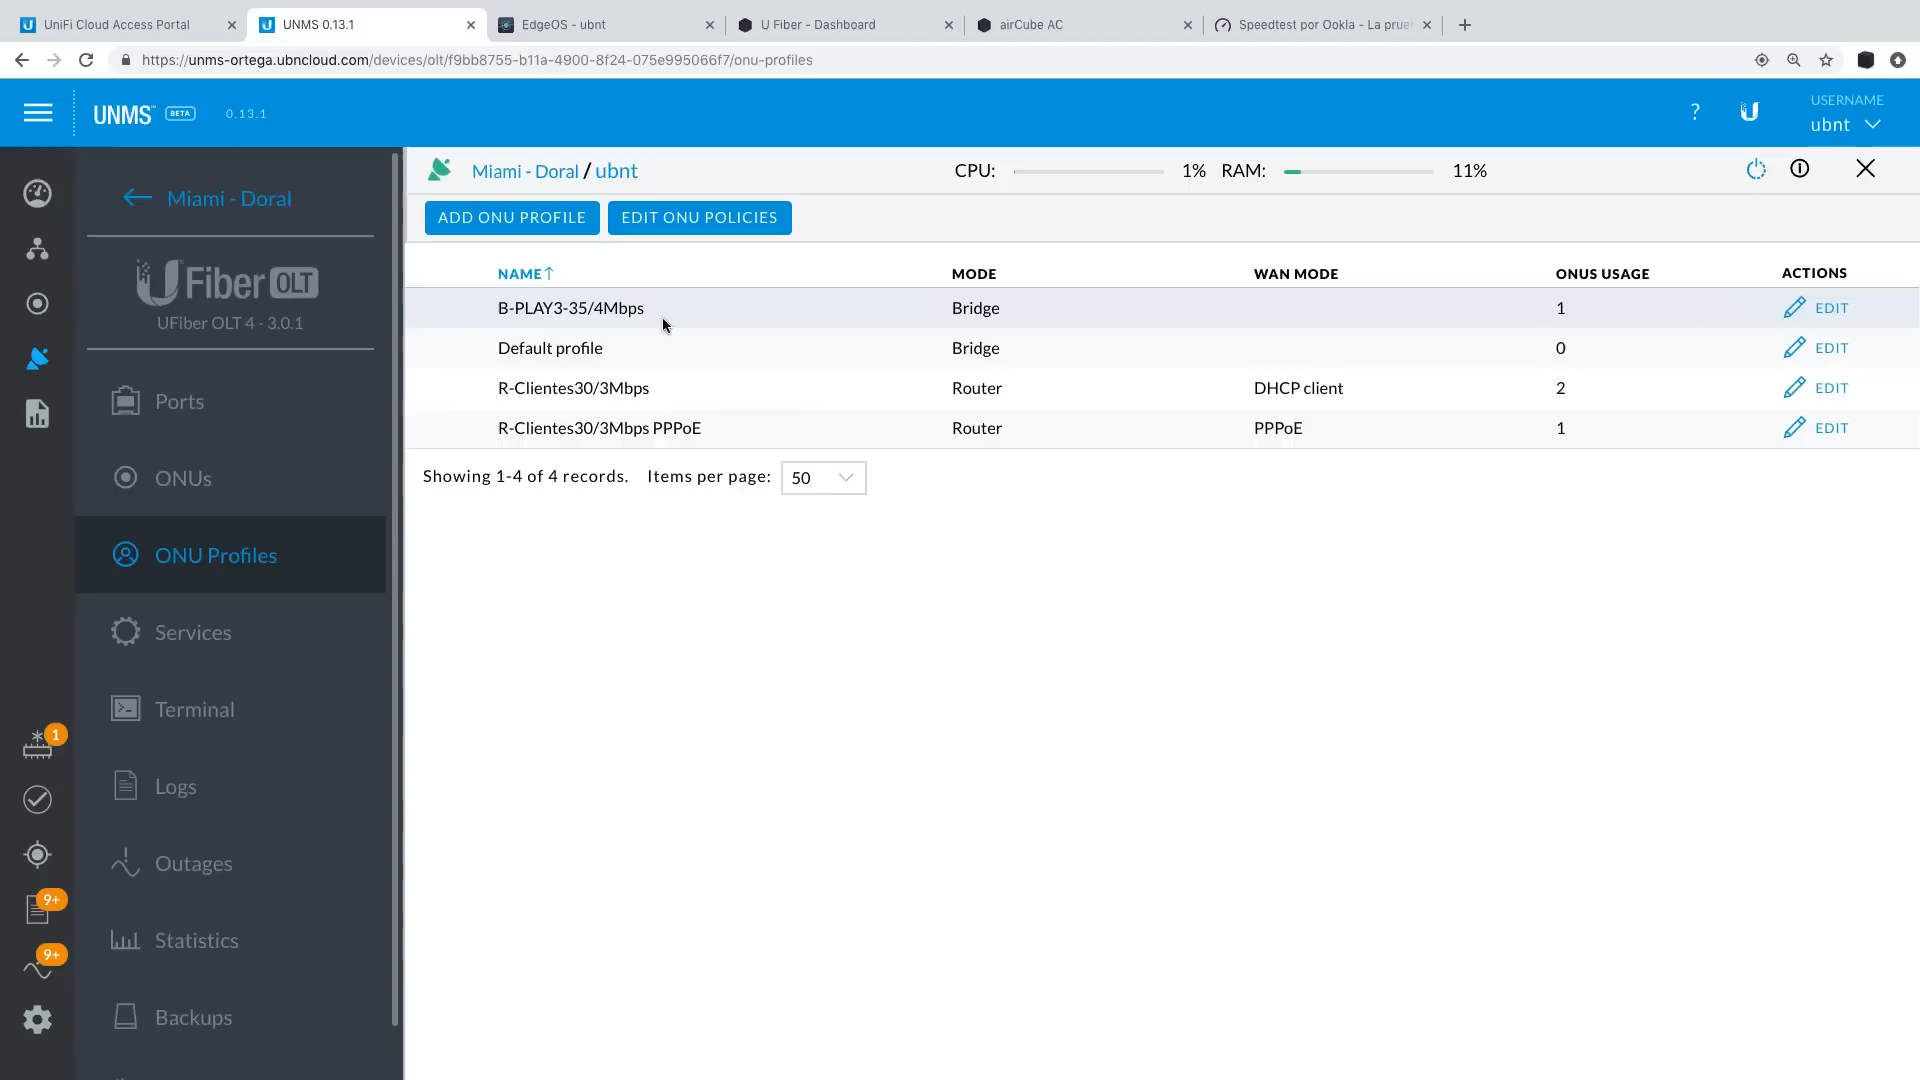 UniFi Cloud Access Portal
UNMS 0.13.1
EdgeOS - ubnt
U Fiber - Dashboard
airCube AC
Speedtest por Ookla - La prue
https://unms-ortega.ubncloud.com/devices/olt/f9bb8755-b11a-4900-8f24-075e995066f7/onu-profiles
UNMS BETA 0.13.1
?
USERNAME
ubnt
Miami - Doral
UFiber OLT
UFiber OLT 4 - 3.0.1
Ports
ONUs
ONU Profiles
Services
Terminal
Logs
Outages
Statistics
Backups
1
9+
9+
Miami - Doral / ubnt
CPU: 1% RAM: 11%
ADD ONU PROFILE EDIT ONU POLICIES
NAME↑ MODE WAN MODE ONUS USAGE ACTIONS
B-PLAY3-35/4Mbps Bridge 1 EDIT
Default profile Bridge 0 EDIT
R-Clientes30/3Mbps Router DHCP client 2 EDIT
R-Clientes30/3Mbps PPPoE Router PPPoE 1 EDIT
Showing 1-4 of 4 records. Items per page: 50